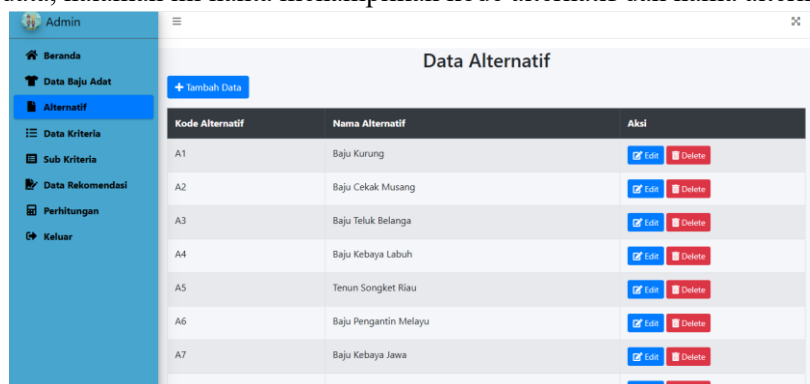 Admin
Beranda
Data Baju Adat
Alternatif
Data Kriteria
Sub Kriteria
Data Rekomendasi
Perhitungan
Keluar
Data Alternatif
+ Tambah Data
Kode Alternatif Nama Alternatif Aksi
A1 Baju Kurung Edit Delete
A2 Baju Cekak Musang Edit Delete
A3 Baju Teluk Belanga Edit Delete
A4 Baju Kebaya Labuh Edit Delete
A5 Tenun Songket Riau Edit Delete
A6 Baju Pengantin Melayu Edit Delete
A7 Baju Kebaya Jawa Edit Delete